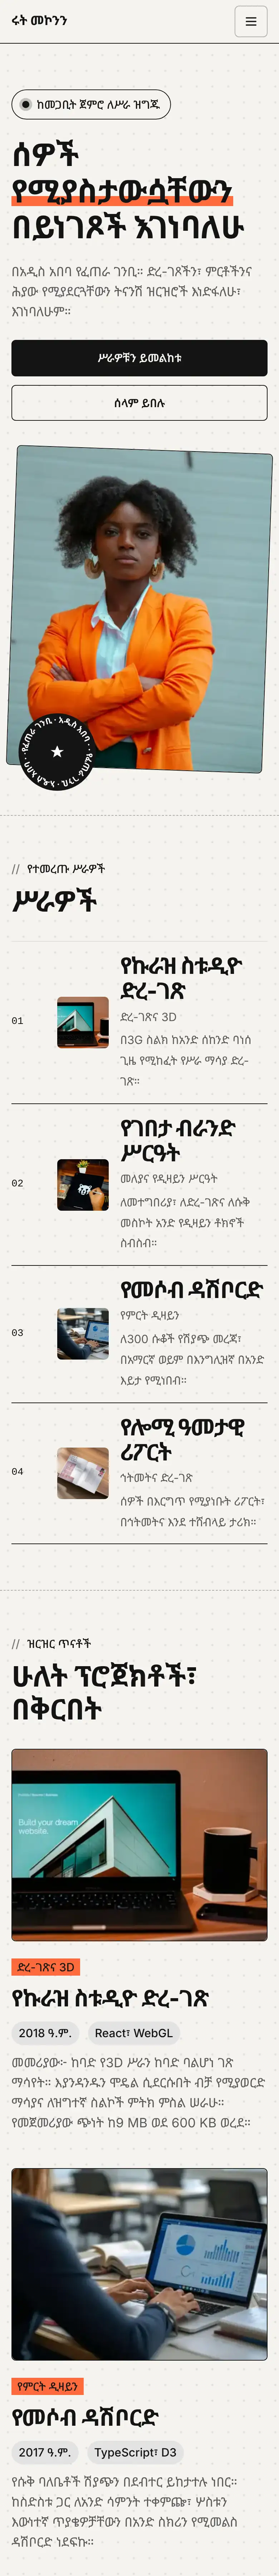 ሩት መኮንን
ከመጋቢት ጀምሮ ለሥራ ዝግጁ
ሰዎች
የሚያስታውሷቸውን
በይነገጾች እገነባለሁ
በአዲስ አበባ የፈጠራ ገንቢ። ድረ-ገጾችን፣ ምርቶችንና
ሕያው የሚያደርጓቸውን ትናንሽ ዝርዝሮች እነድፋለሁ፣
እገነባለሁም።
ሥራዎቹን ይመልከቱ
ሰላም ይበሉ
// የተመረጡ ሥራዎች
ሥራዎች
01
የኩራዝ ስቱዲዮ
ድረ-ገጽ
ድረ-ገጽና 3D
በ3G ስልክ ከአንድ ሰከንድ ባነሰ
ጊዜ የሚከፈት የሥራ ማሳያ ድረ-
ገጽ።
02
የገበታ ብራንድ
ሥርዓት
መለያና የዲዛይን ሥርዓት
ለመተግበሪያ፣ ለድረ-ገጽና ለሱቅ
መስኮት አንድ የዲዛይን ቶክኖች
ስብስብ።
03
የመሶብ ዳሽቦርድ
የምርት ዲዛይን
ለ300 ሱቆች የሽያጭ መረጃ፣
በአማርኛ ወይም በእንግሊዝኛ በአንድ
እይታ የሚነበብ።
04
የሎሚ ዓመታዊ
ሪፖርት
ኅትመትና ድረ-ገጽ
ሰዎች በእርግጥ የሚያነቡት ሪፖርት፣
በኅትመትና እንደ ተሸብላይ ታሪክ።
// ዝርዝር ጥናቶች
ሁለት ፕሮጀክቶች፣
በቅርበት
Build your dream
website.
ድረ-ገጽና 3D
የኩራዝ ስቱዲዮ ድረ-ገጽ
2018 ዓ.ም.
React፣ WebGL
መመሪያው፦ ከባድ የ3D ሥራን ከባድ ባልሆነ ገጽ
ማሳየት። እያንዳንዱን ሞዴል ሲደርሱበት ብቻ የሚያወርድ
ማሳያና ለዝግተኛ ስልኮች ምትክ ምስል ሠራሁ።
የመጀመሪያው ጭነት ከ9 MB ወደ 600 KB ወረደ።
የምርት ዲዛይን
የመሶብ ዳሽቦርድ
2017 ዓ.ም.
TypeScript፣ D3
የሱቅ ባለቤቶች ሽያጭን በደብተር ይከታተሉ ነበር።
ከስድስቱ ጋር ለአንድ ሳምንት ተቀምጬ፣ ሦስቱን
እውነተኛ ጥያቄዎቻቸውን በአንድ ስክሪን የሚመልስ
ዳሽቦርድ ነደፍኩ።